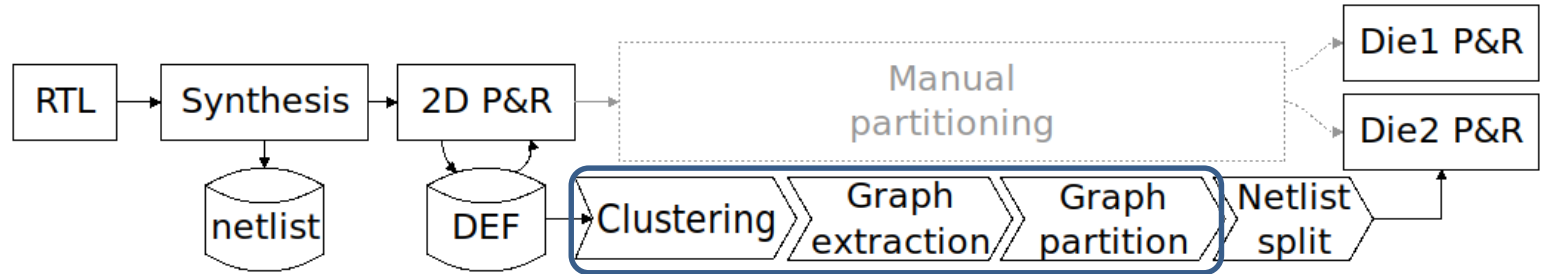 RTL
Synthesis
2D P&R
Manual
partitioning
Die1 P&R
Die2 P&R
netlist
DEF
Clustering
Graph
extraction
Graph
partition
Netlist
split